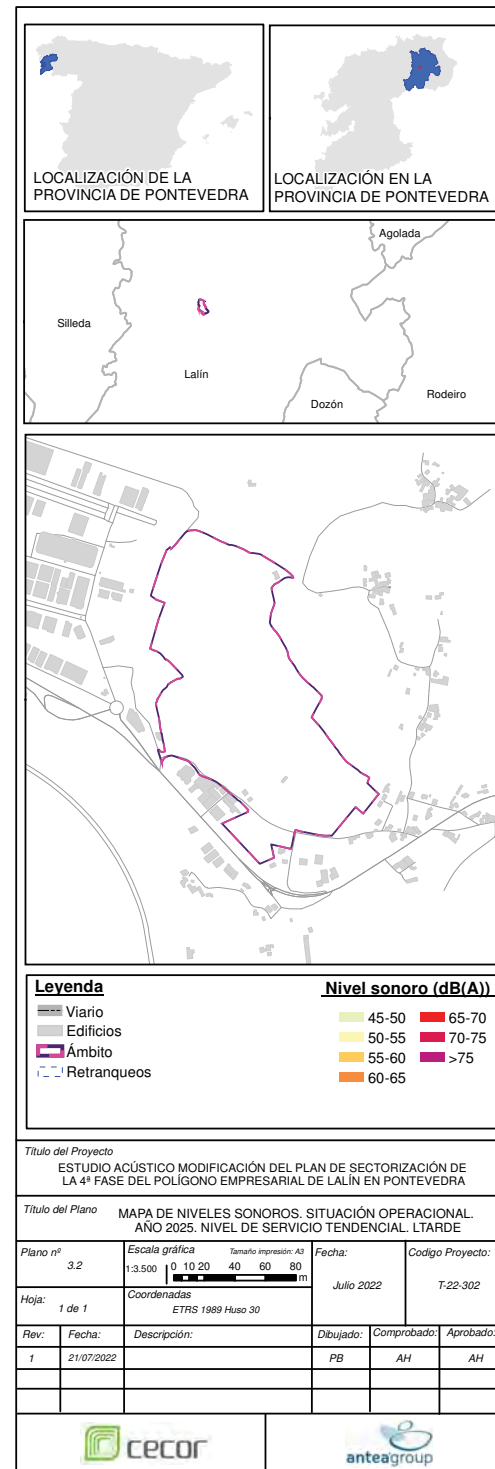 LOCALIZACIÓN DE LA
PROVINCIA DE PONTEVEDRA
LOCALIZACIÓN EN LA
PROVINCIA DE PONTEVEDRA
Agolada
Silleda
Lalín
Dozón
Rodeiro
Leyenda
Viario
Edificios
Ámbito
Retranqueos
Nivel sonoro (dB(A))
45-50
50-55
55-60
60-65
65-70
70-75
>75
Título del Proyecto
ESTUDIO ACÚSTICO MODIFICACIÓN DEL PLAN DE SECTORIZACIÓN DE
LA 4ª FASE DEL POLÍGONO EMPRESARIAL DE LALÍN EN PONTEVEDRA
Título del Plano
MAPA DE NIVELES SONOROS. SITUACIÓN OPERACIONAL.
AÑO 2025. NIVEL DE SERVICIO TENDENCIAL. LTARDE
Plano nº
3.2
Escala gráfica
Tamaño impresión: A3
1:3.500
0 10 20 40 60 80
m
Fecha:
Julio 2022
Codigo Proyecto:
T-22-302
Hoja:
1 de 1
Coordenadas
ETRS 1989 Huso 30
Rev: Fecha: Descripción: Dibujado: Comprobado: Aprobado:
1 21/07/2022 PB AH AH
cecor
anteagroup